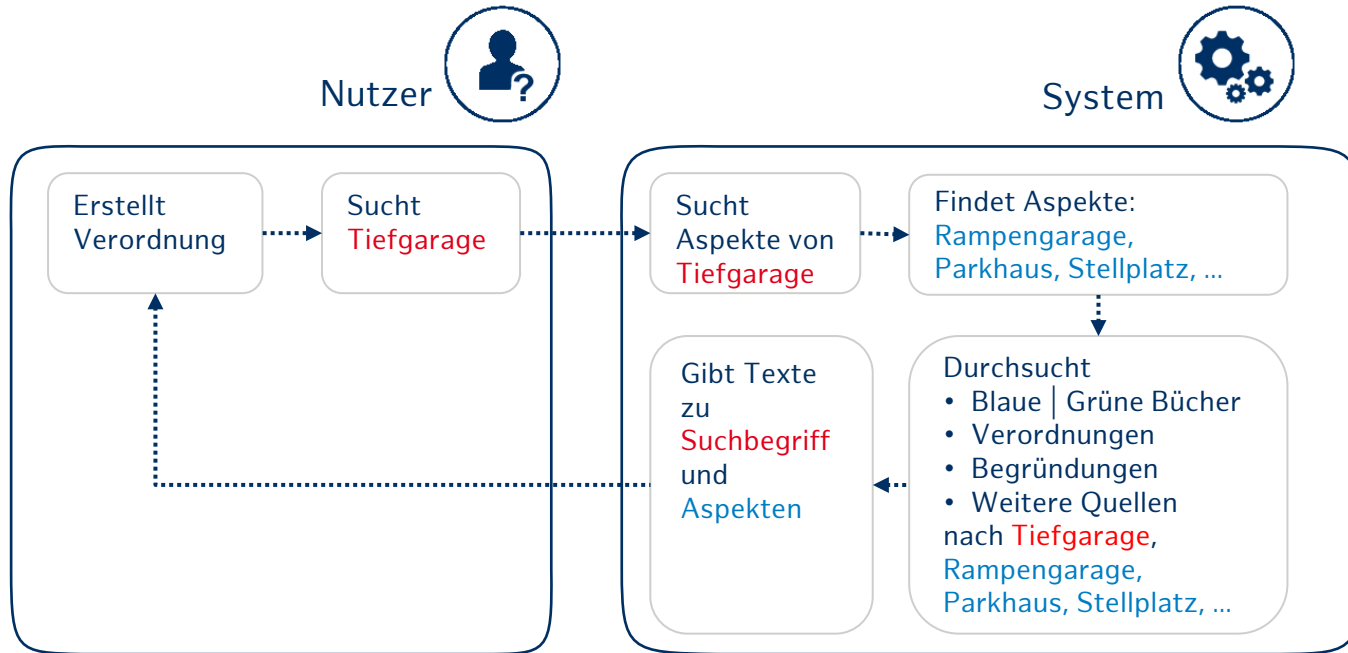 Nutzer
?
System
Erstellt
Verordnung
Sucht
Tiefgarage
Sucht
Aspekte von
Tiefgarage
Findet Aspekte:
Rampengarage,
Parkhaus, Stellplatz, ...
Durchsucht
• Blaue | Grüne Bücher
• Verordnungen
• Begründungen
• Weitere Quellen
nach Tiefgarage,
Rampengarage,
Parkhaus, Stellplatz, ...
Gibt Texte
zu
Suchbegriff
und
Aspekten